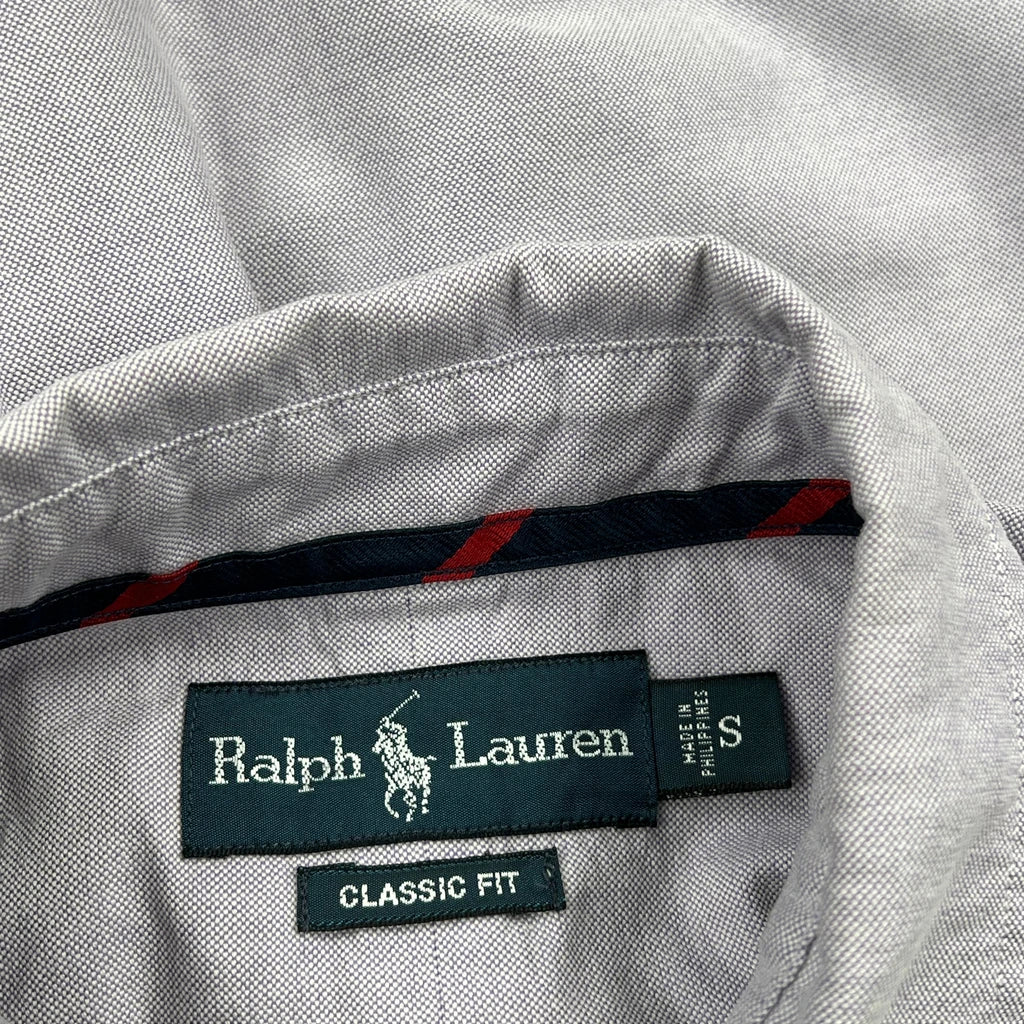 Ralph Lauren
MADE IN
PHILIPPINES
S
CLASSIC FIT